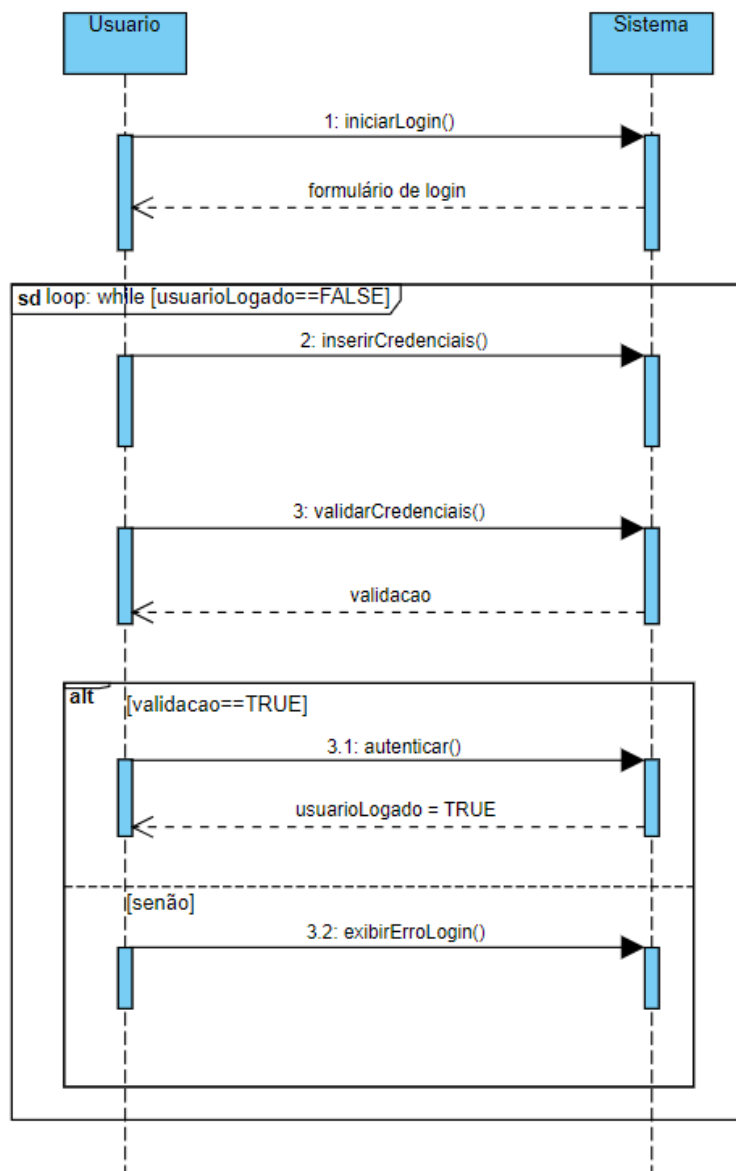 Usuario
Sistema
1: iniciarLogin()
formulário de login
sd loop: while [usuarioLogado==FALSE]
2: inserirCredenciais()
3: validarCredenciais()
validacao
alt
[validacao==TRUE]
3.1: autenticar()
usuarioLogado = TRUE
[senão]
3.2: exibirErroLogin()